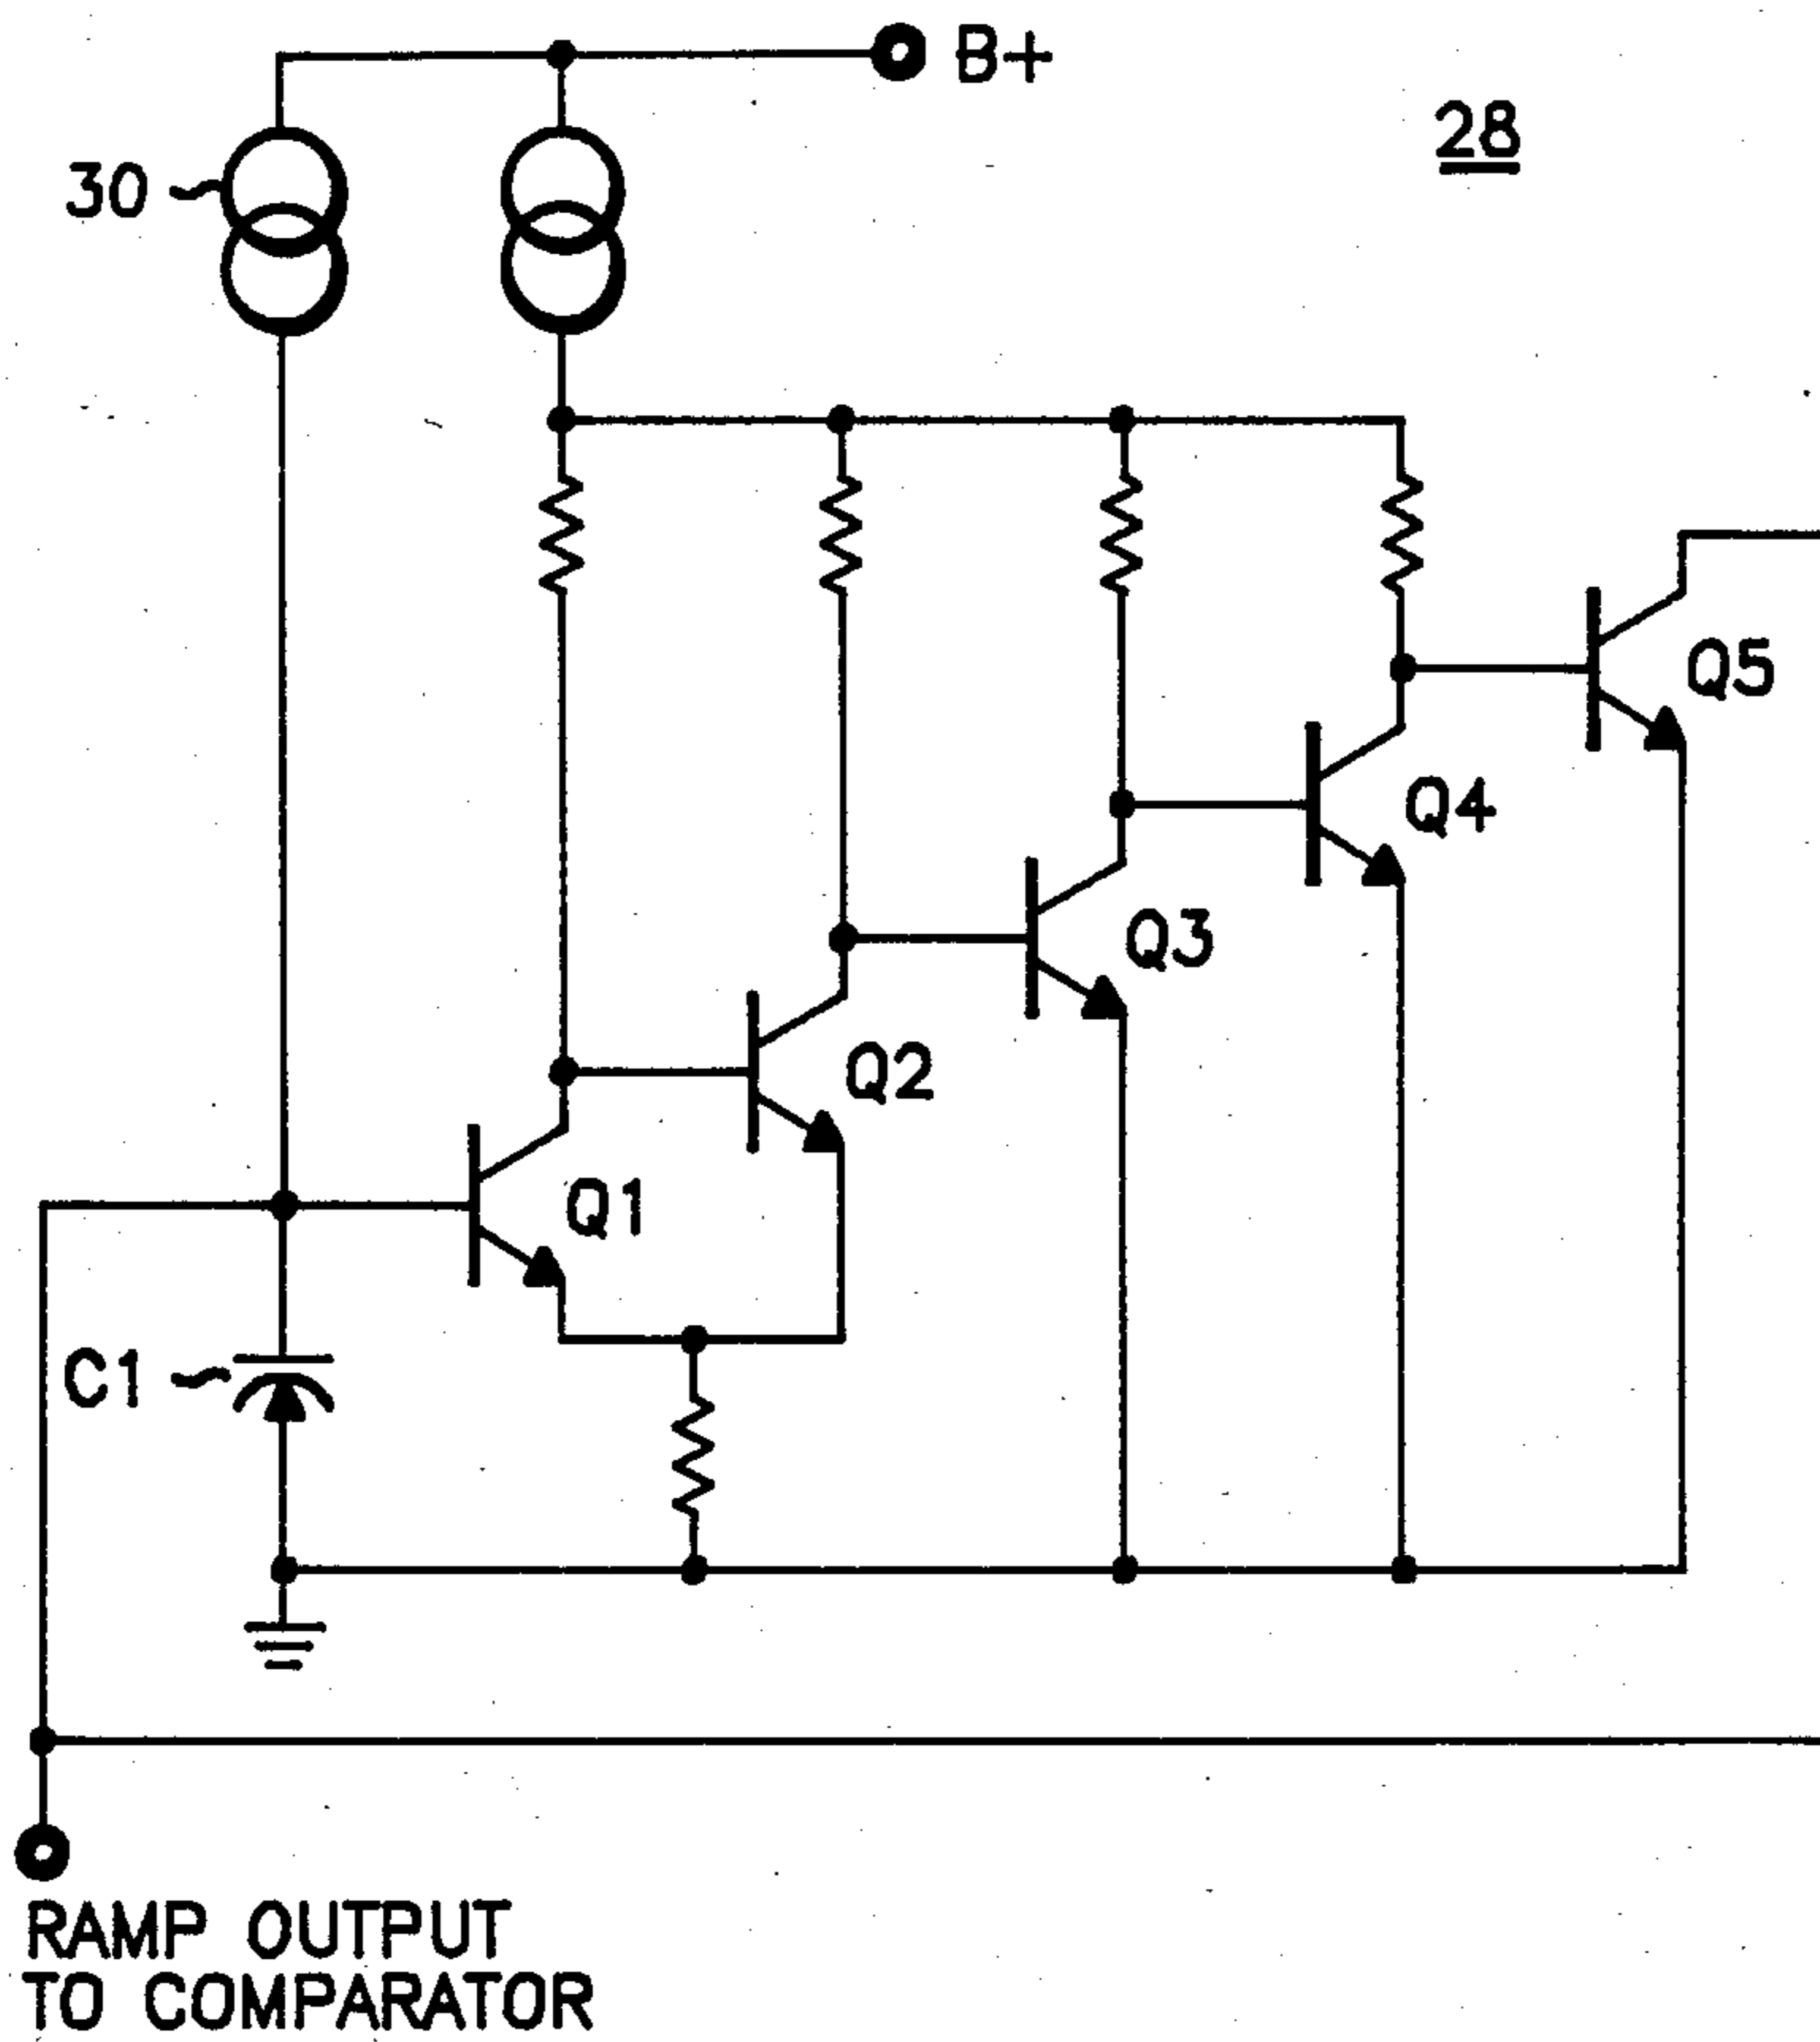 B+
28
30
Q5
Q4
Q3
Q2
Q1
C1
RAMP OUTPUT
TO COMPARATOR